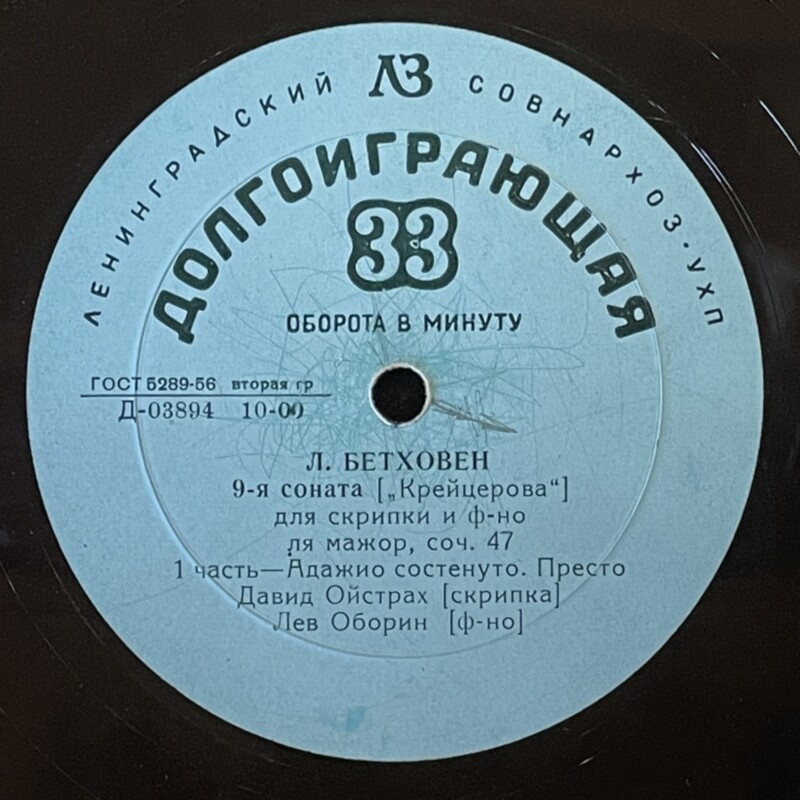 ЛЕНИНГРАДСКИЙ ЛЗ СОВНАРХОЗ·УХП
ДОЛГОИГРАЮЩАЯ
33
ОБОРОТА В МИНУТУ
ГОСТ 5289-56 вторая гр
Д-03894 10-00
Л. БЕТХОВЕН
9-я соната [„Крейцерова“]
для скрипки и ф-но
ля мажор, соч. 47
1 часть—Адажио состенуто. Престо
Давид Ойстрах [скрипка]
Лев Оборин [ф-но]